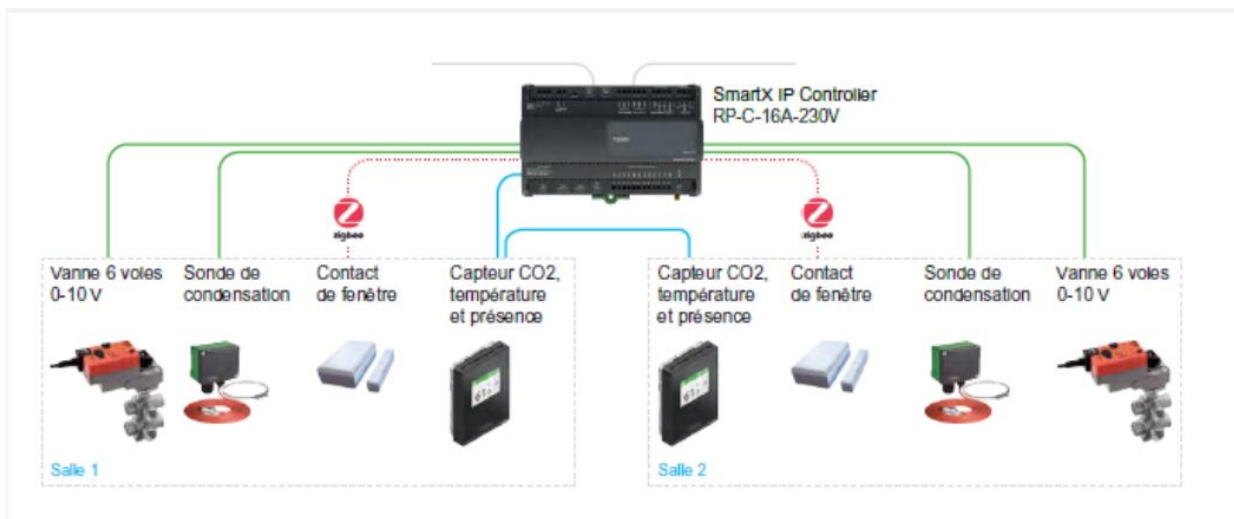 SmartX IP Controller
RP-C-16A-230V
zigbee
zigbee
Vanne 6 voies
0-10 V
Sonde de
condensation
Contact
de fenêtre
Capteur CO2,
température
et présence
Capteur CO2,
température
et présence
Contact
de fenêtre
Sonde de
condensation
Vanne 6 voies
0-10 V
Salle 1
Salle 2